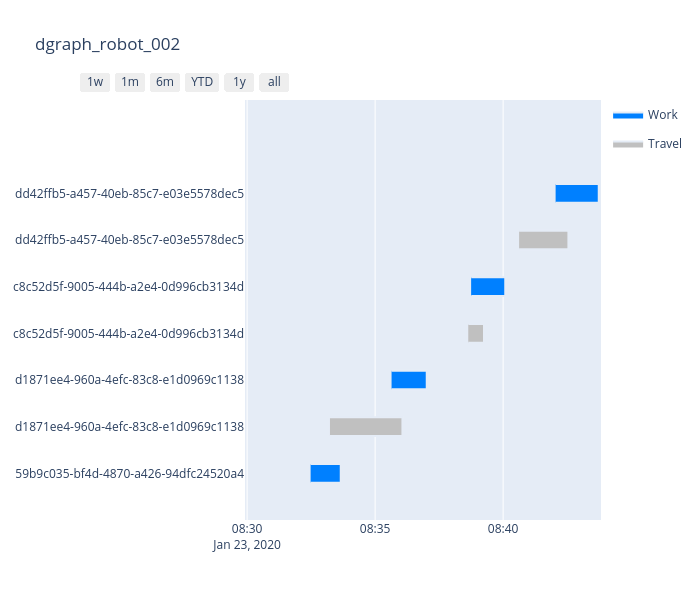 dgraph_robot_002
1w 1m 6m YTD 1y all
Work
Travel
dd42ffb5-a457-40eb-85c7-e03e5578dec5
dd42ffb5-a457-40eb-85c7-e03e5578dec5
c8c52d5f-9005-444b-a2e4-0d996cb3134d
c8c52d5f-9005-444b-a2e4-0d996cb3134d
d1871ee4-960a-4efc-83c8-e1d0969c1138
d1871ee4-960a-4efc-83c8-e1d0969c1138
59b9c035-bf4d-4870-a426-94dfc24520a4
08:30 08:35 08:40
Jan 23, 2020